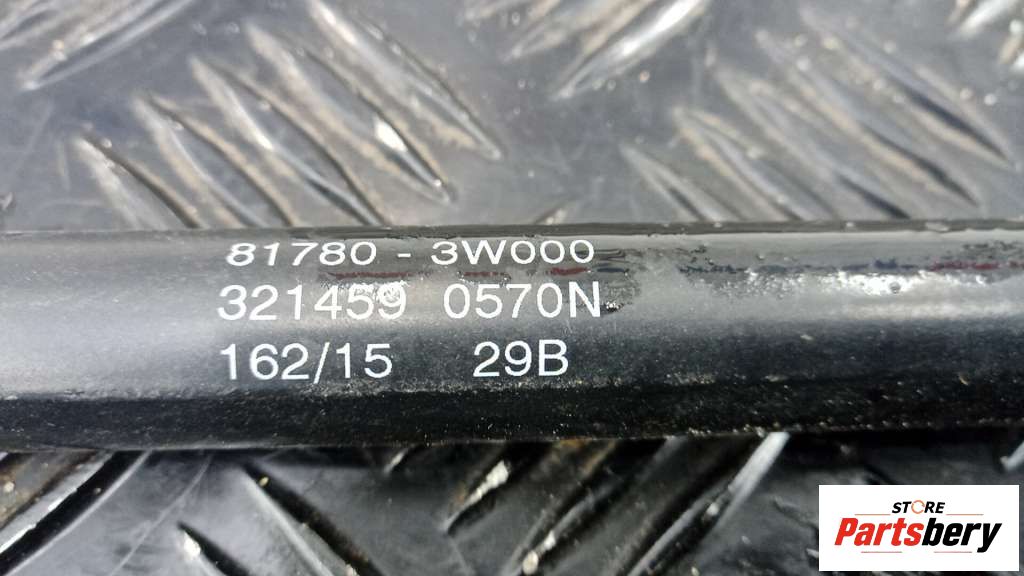 81780 - 3W000
321459 0570N
162/15 29B
STORE
Partsbery